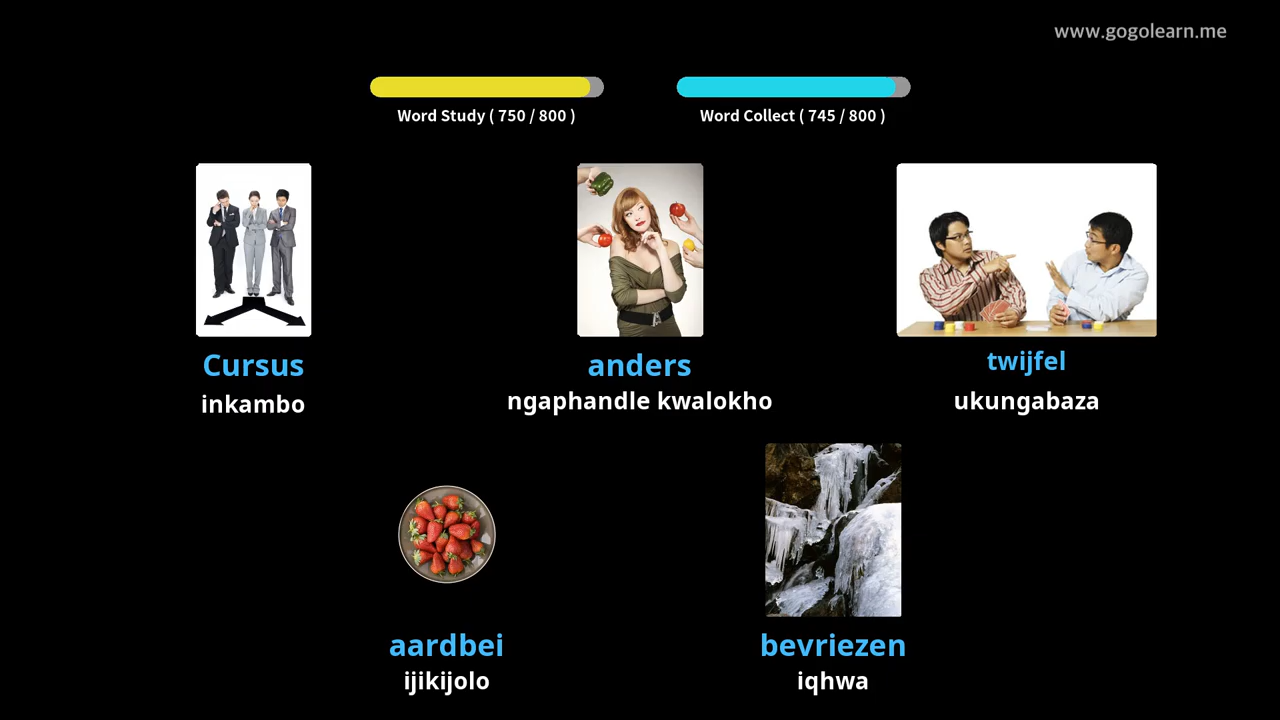 www.gogolearn.me
Word Study ( 750 / 800 )
Word Collect ( 745 / 800 )
Cursus
inkambo
anders
ngaphandle kwalokho
twijfel
ukungabaza
aardbei
ijikijolo
bevriezen
iqhwa